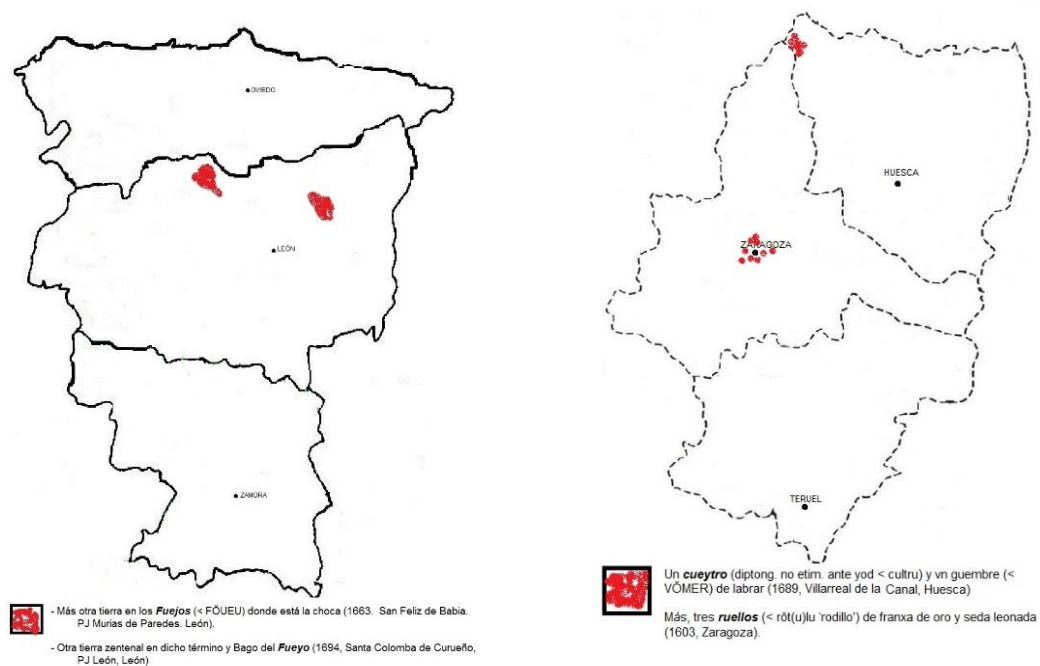 OVIEDO
LEÓN
ZAMORA
- Más otra tierra en los Fuejos (< FŎUEU) donde está la choca (1663. San Feliz de Babia.
PJ Murias de Paredes. León).
- Otra tierra zentenal en dicho término y Bago del Fueyo (1694, Santa Colomba de Curueño,
PJ León, León)
HUESCA
ZARAGOZA
TERUEL
Un cueytro (diptong. no etim. ante yod < cultru) y vn guembre (<
VŎMER) de labrar (1689, Villarreal de la Canal, Huesca)
Más, tres ruellos (< rŏt(u)lu 'rodillo') de franxa de oro y seda leonada
(1603, Zaragoza).